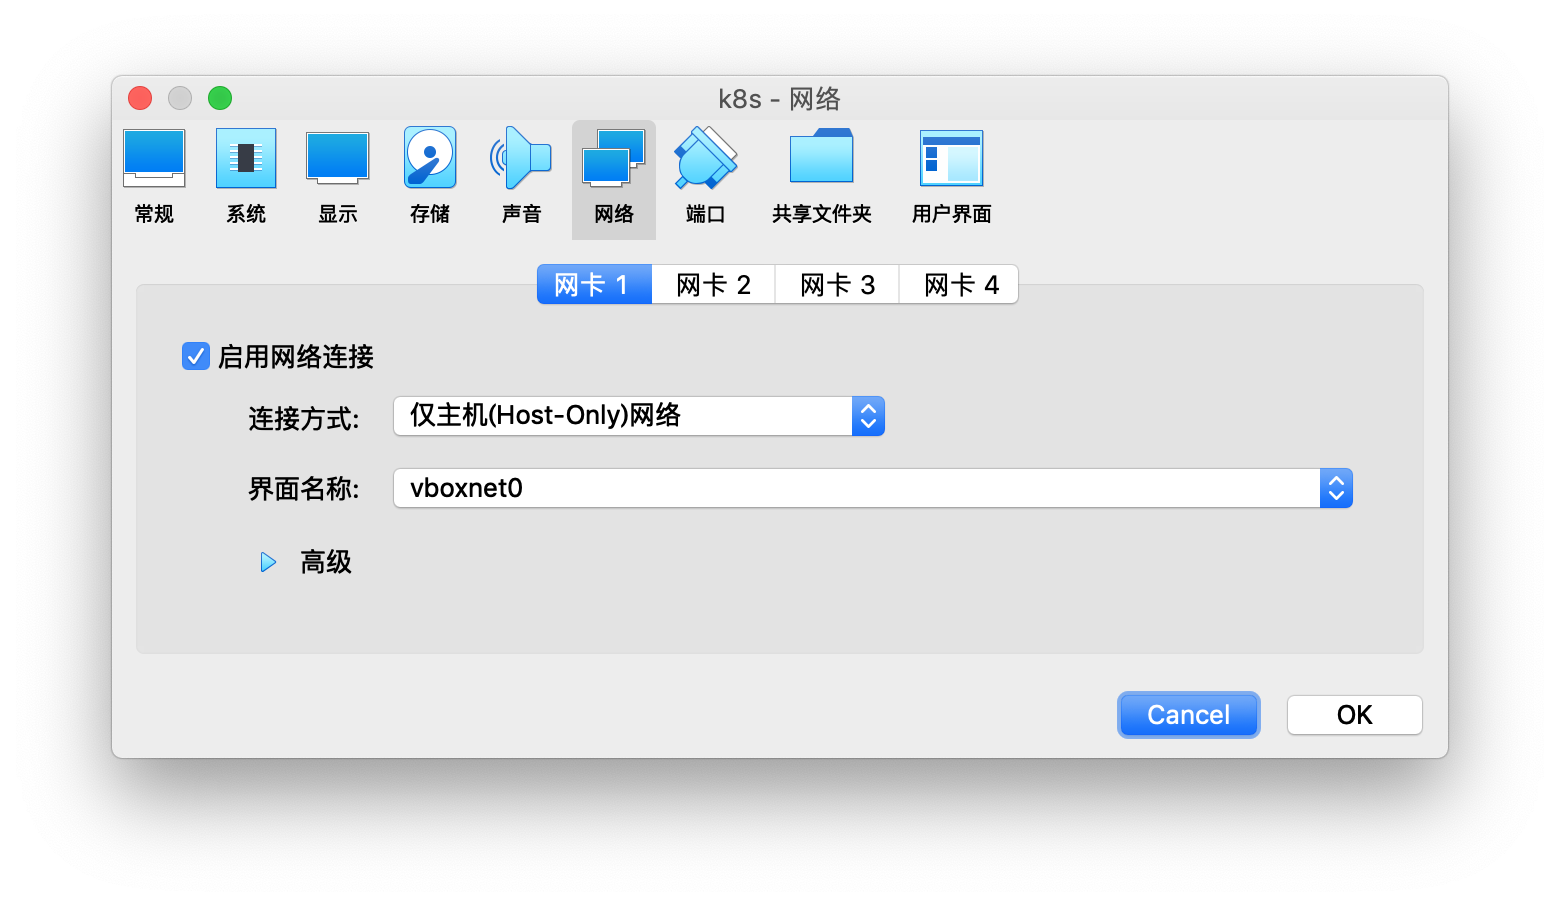 k8s - 网络
常规 系统 显示 存储 声音 网络 端口 共享文件夹 用户界面
网卡 1 网卡 2 网卡 3 网卡 4
启用网络连接
连接方式: 仅主机(Host-Only)网络
界面名称: vboxnet0
高级
Cancel OK